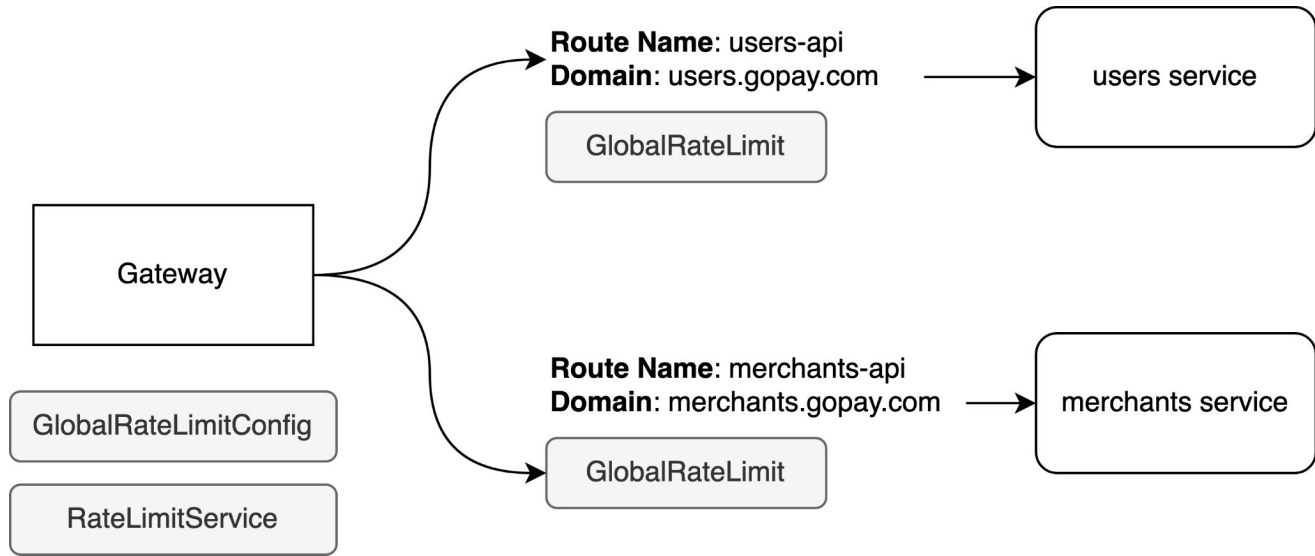 Route Name: users-api
Domain: users.gopay.com
users service
GlobalRateLimit
Gateway
Route Name: merchants-api
Domain: merchants.gopay.com
merchants service
GlobalRateLimit
GlobalRateLimitConfig
RateLimitService